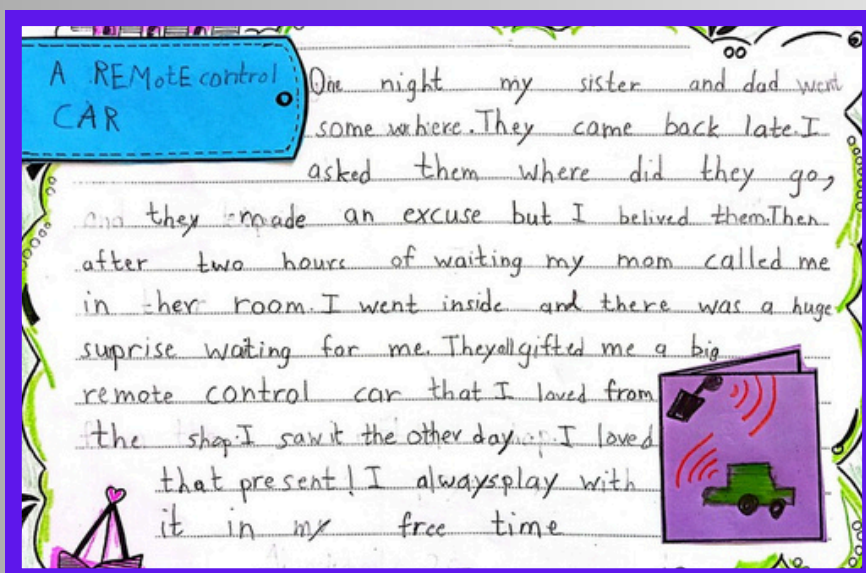 A REMotE control
CAR
One night my sister and dad went
some where. They came back late. I
asked them where did they go,
and they made an excuse but I belived them. Then
after two hours of waiting my mom called me
in her room. I went inside and there was a huge
suprise wating for me. They all gifted me a big
remote control car that I loved from
the shop. I saw it the other day. I loved
that present! I always play with
it in my free time